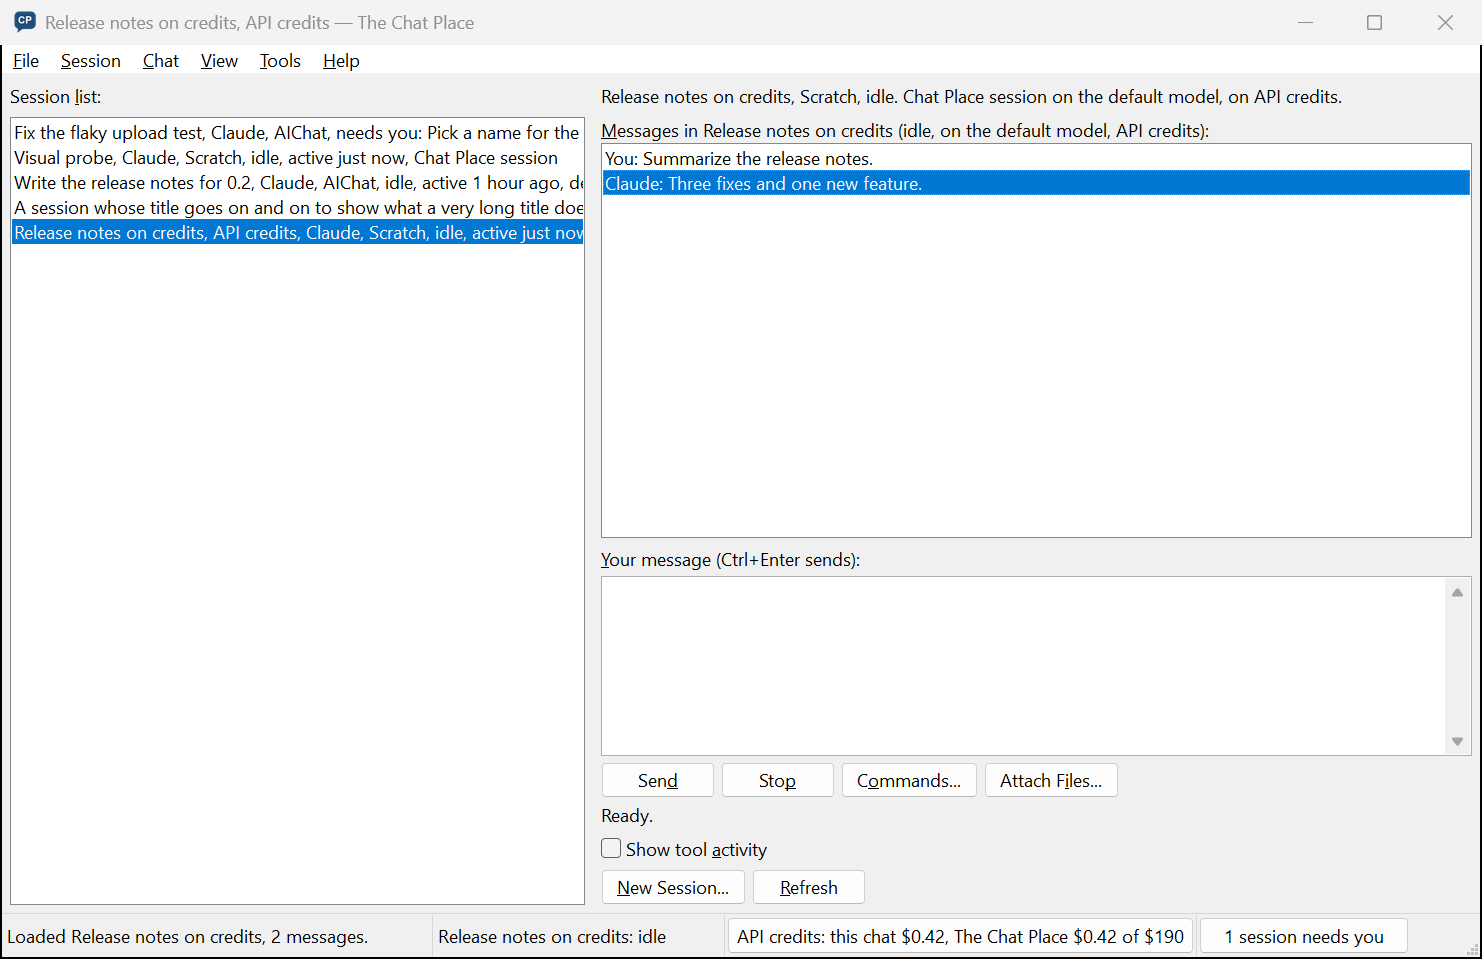 CP Release notes on credits, API credits — The Chat Place
File Session Chat View Tools Help
Session list:
Fix the flaky upload test, Claude, AIChat, needs you: Pick a name for the
Visual probe, Claude, Scratch, idle, active just now, Chat Place session
Write the release notes for 0.2, Claude, AIChat, idle, active 1 hour ago, de
A session whose title goes on and on to show what a very long title doe
Release notes on credits, API credits, Claude, Scratch, idle, active just now
Release notes on credits, Scratch, idle. Chat Place session on the default model, on API credits.
Messages in Release notes on credits (idle, on the default model, API credits):
You: Summarize the release notes.
Claude: Three fixes and one new feature.
Your message (Ctrl+Enter sends):
Send Stop Commands... Attach Files...
Ready.
Show tool activity
New Session... Refresh
Loaded Release notes on credits, 2 messages. Release notes on credits: idle API credits: this chat $0.42, The Chat Place $0.42 of $190 1 session needs you